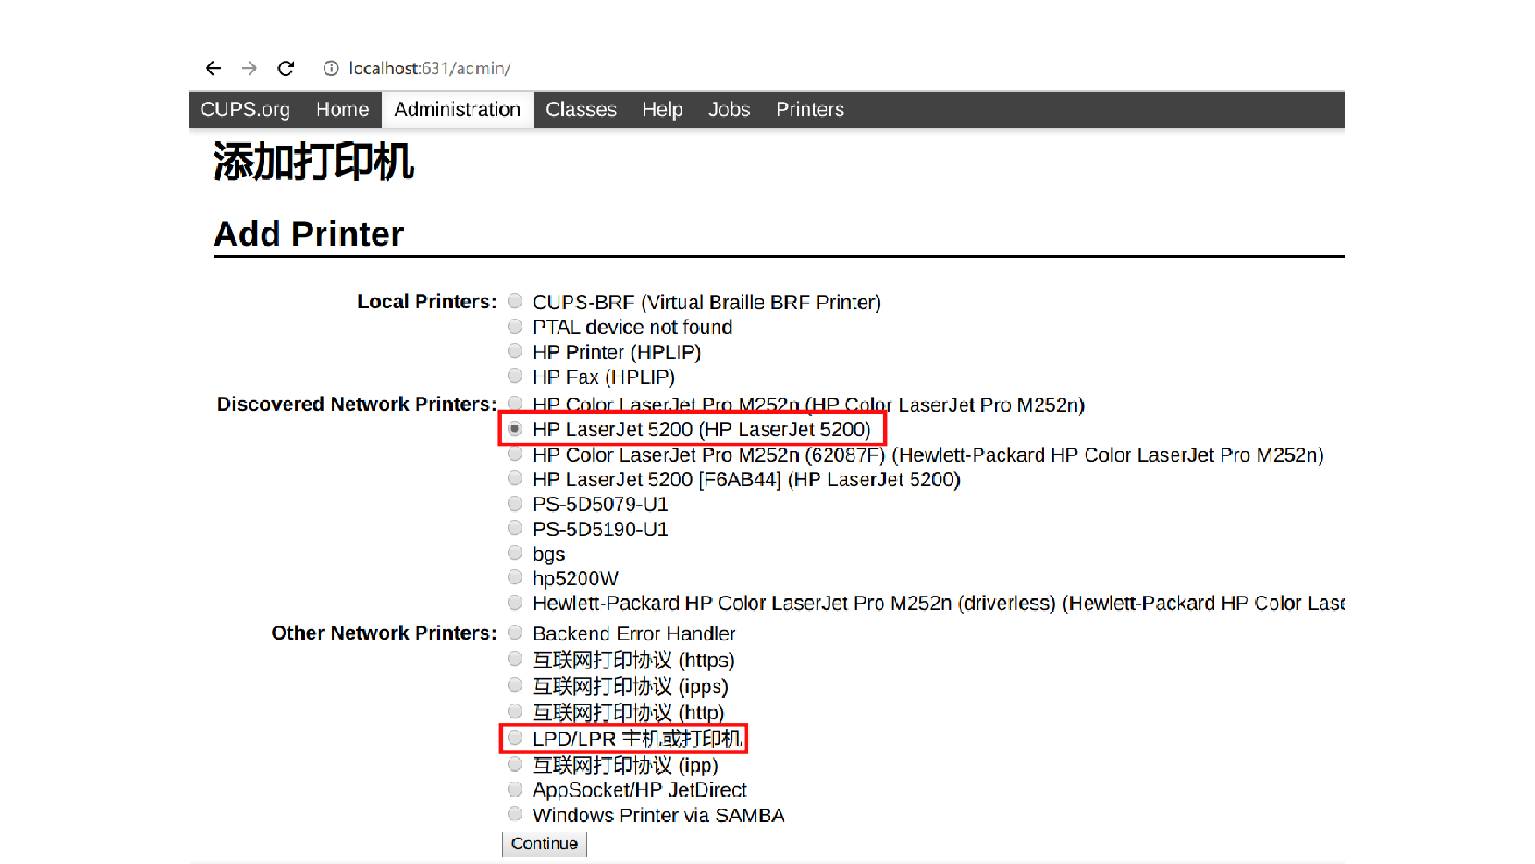 localhost:631/admin/
CUPS.org Home Administration Classes Help Jobs Printers
添加打印机
Add Printer
Local Printers: CUPS-BRF (Virtual Braille BRF Printer)
PTAL device not found
HP Printer (HPLIP)
HP Fax (HPLIP)
Discovered Network Printers: HP Color LaserJet Pro M252n (HP Color LaserJet Pro M252n)
HP LaserJet 5200 (HP LaserJet 5200)
HP Color LaserJet Pro M252n (62087F) (Hewlett-Packard HP Color LaserJet Pro M252n)
HP LaserJet 5200 [F6AB44] (HP LaserJet 5200)
PS-5D5079-U1
PS-5D5190-U1
bgs
hp5200W
Hewlett-Packard HP Color LaserJet Pro M252n (driverless) (Hewlett-Packard HP Color Lase
Other Network Printers: Backend Error Handler
互联网打印协议 (https)
互联网打印协议 (ipps)
互联网打印协议 (http)
LPD/LPR 主机或打印机
互联网打印协议 (ipp)
AppSocket/HP JetDirect
Windows Printer via SAMBA
Continue